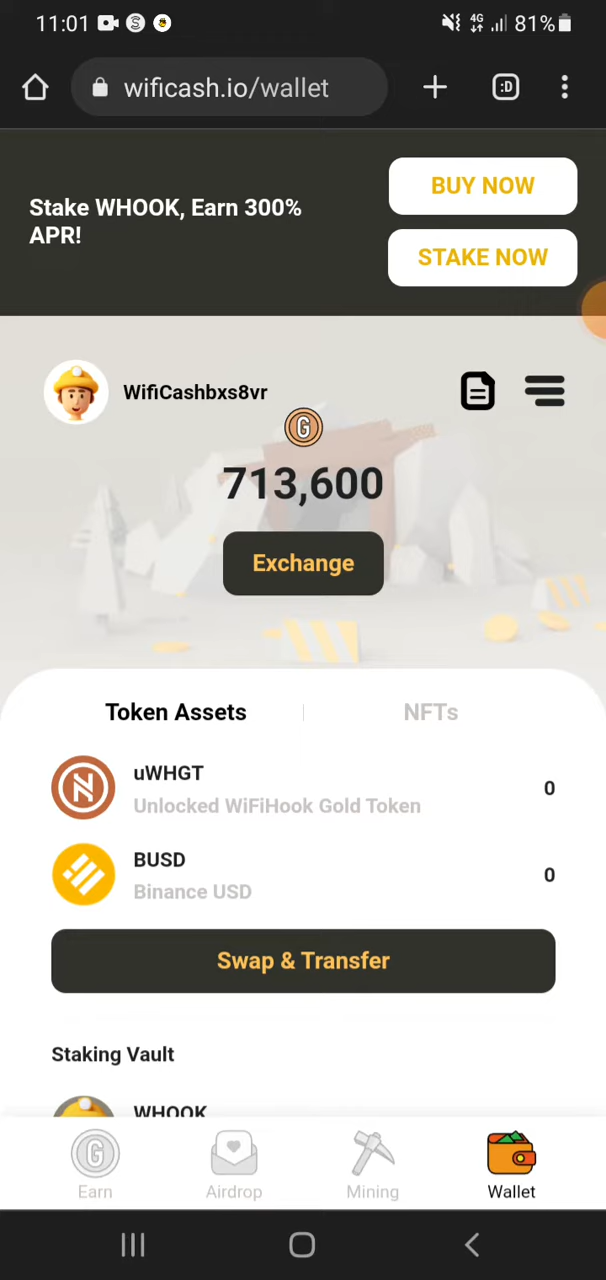 11:01 4G 81%
wificash.io/wallet
:D
Stake WHOOK, Earn 300%
APR!
BUY NOW
STAKE NOW
WifiCashbxs8vr
G
713,600
Exchange
Token Assets
NFTs
uWHGT
Unlocked WiFiHook Gold Token
0
BUSD
Binance USD
0
Swap & Transfer
Staking Vault
WHOOK
G
Earn
Airdrop
Mining
Wallet